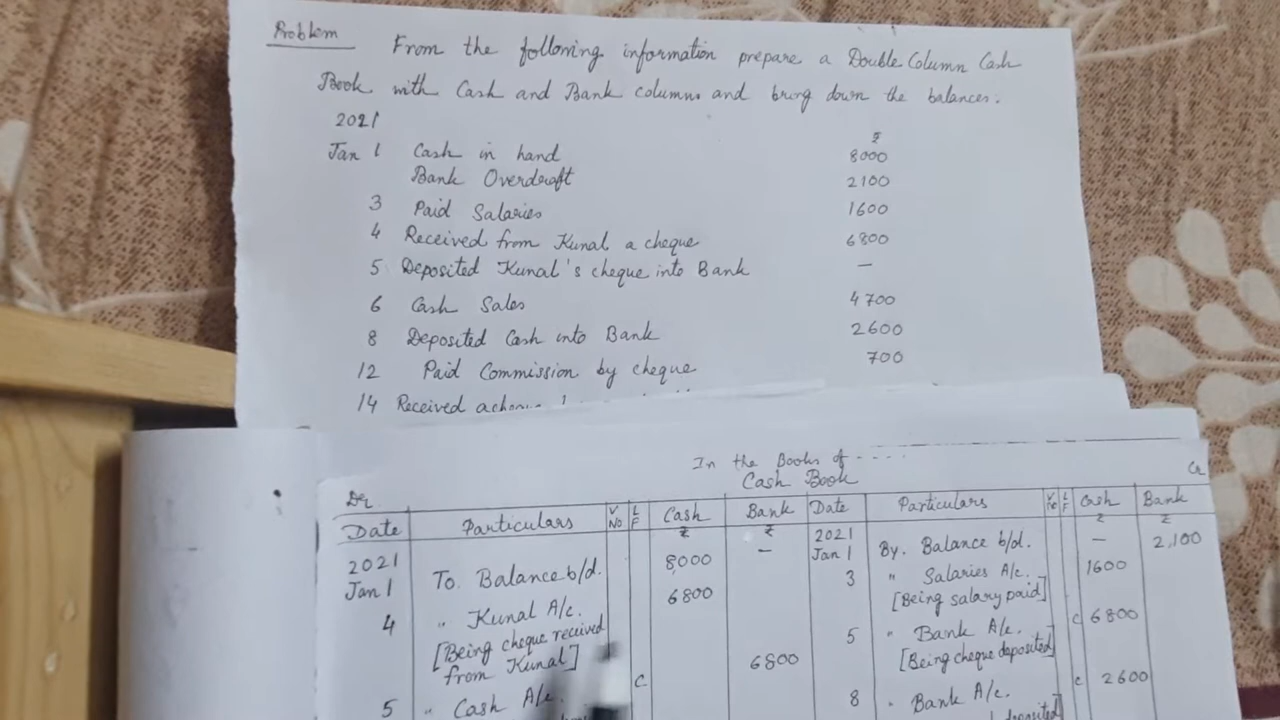 Problem
From the following information prepare a Double Column Cash
Book with Cash and Bank columns and bring down the balances.
2021
₹
Jan 1 Cash in hand 8000
Bank Overdraft 2100
3 Paid Salaries 1600
4 Received from Kunal a cheque 6800
5 Deposited Kunal's cheque into Bank —
6 Cash Sales 4700
8 Deposited Cash into Bank 2600
12 Paid Commission by cheque 700
14 Received a
In the Books of - - - -
Cash Book
Dr. Cr
Date Particulars V No L F Cash Bank Date Particulars V No L F Cash Bank
₹ ₹ ₹ ₹
2021 2021
Jan 1 To. Balance b/d. 8000 — Jan 1 By. Balance b/d. — 2,100
4 " Kunal A/c. 6800 3 " Salaries A/c. 1600
[Being cheque received [Being salary paid]
from Kunal] 5 " Bank A/c. c 6800
[Being cheque deposited]
5 " Cash A/c. c 6800 8 " Bank A/c. c 2600
deposited]